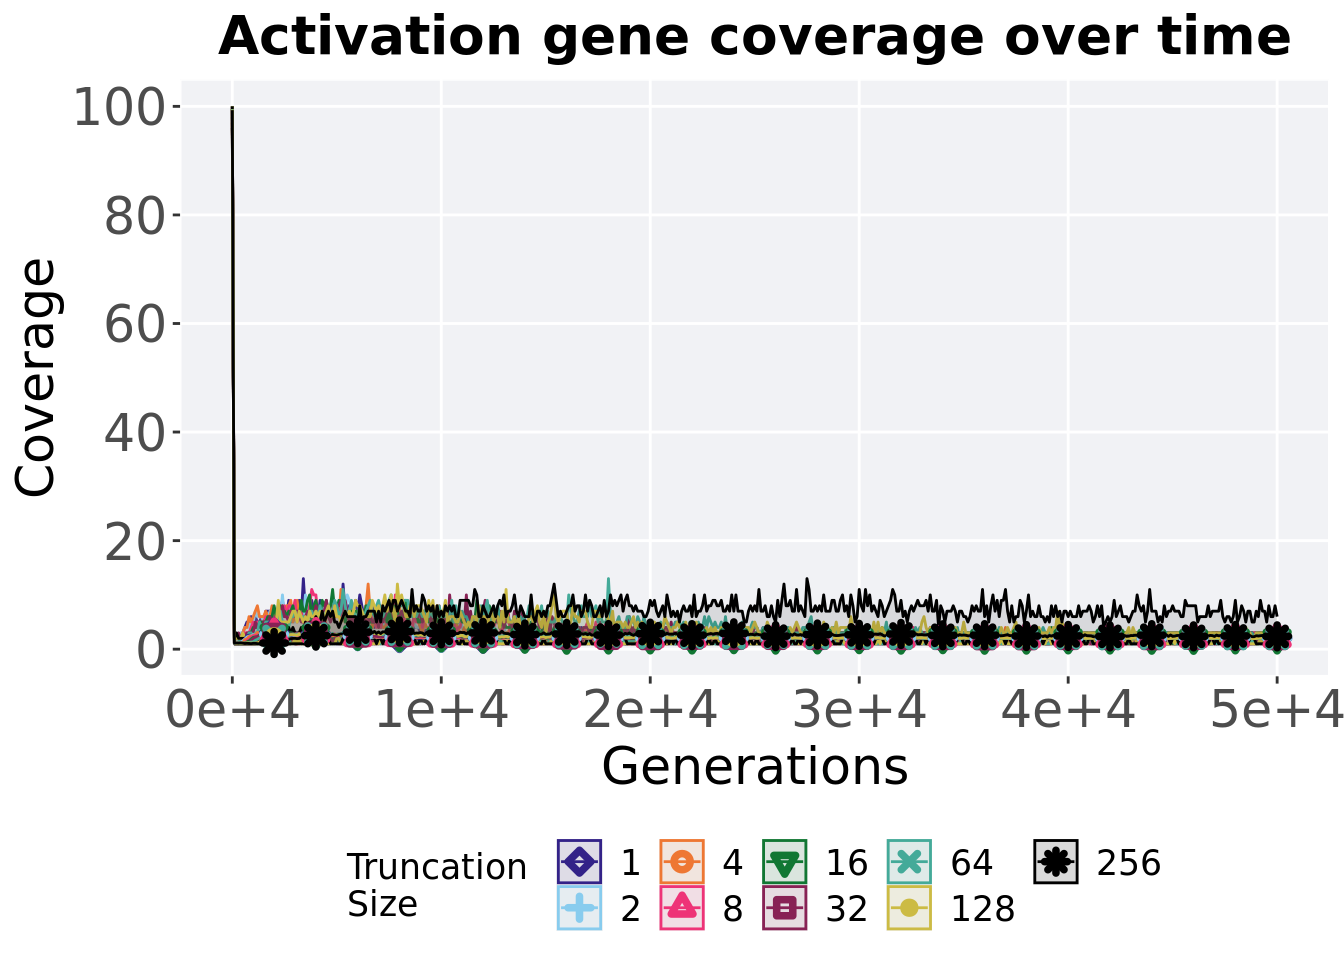 Activation gene coverage over time
Coverage
100
80
60
40
20
0
0e+4 1e+4 2e+4 3e+4 4e+4 5e+4
Generations
Truncation Size
1 4 16 64 256
2 8 32 128